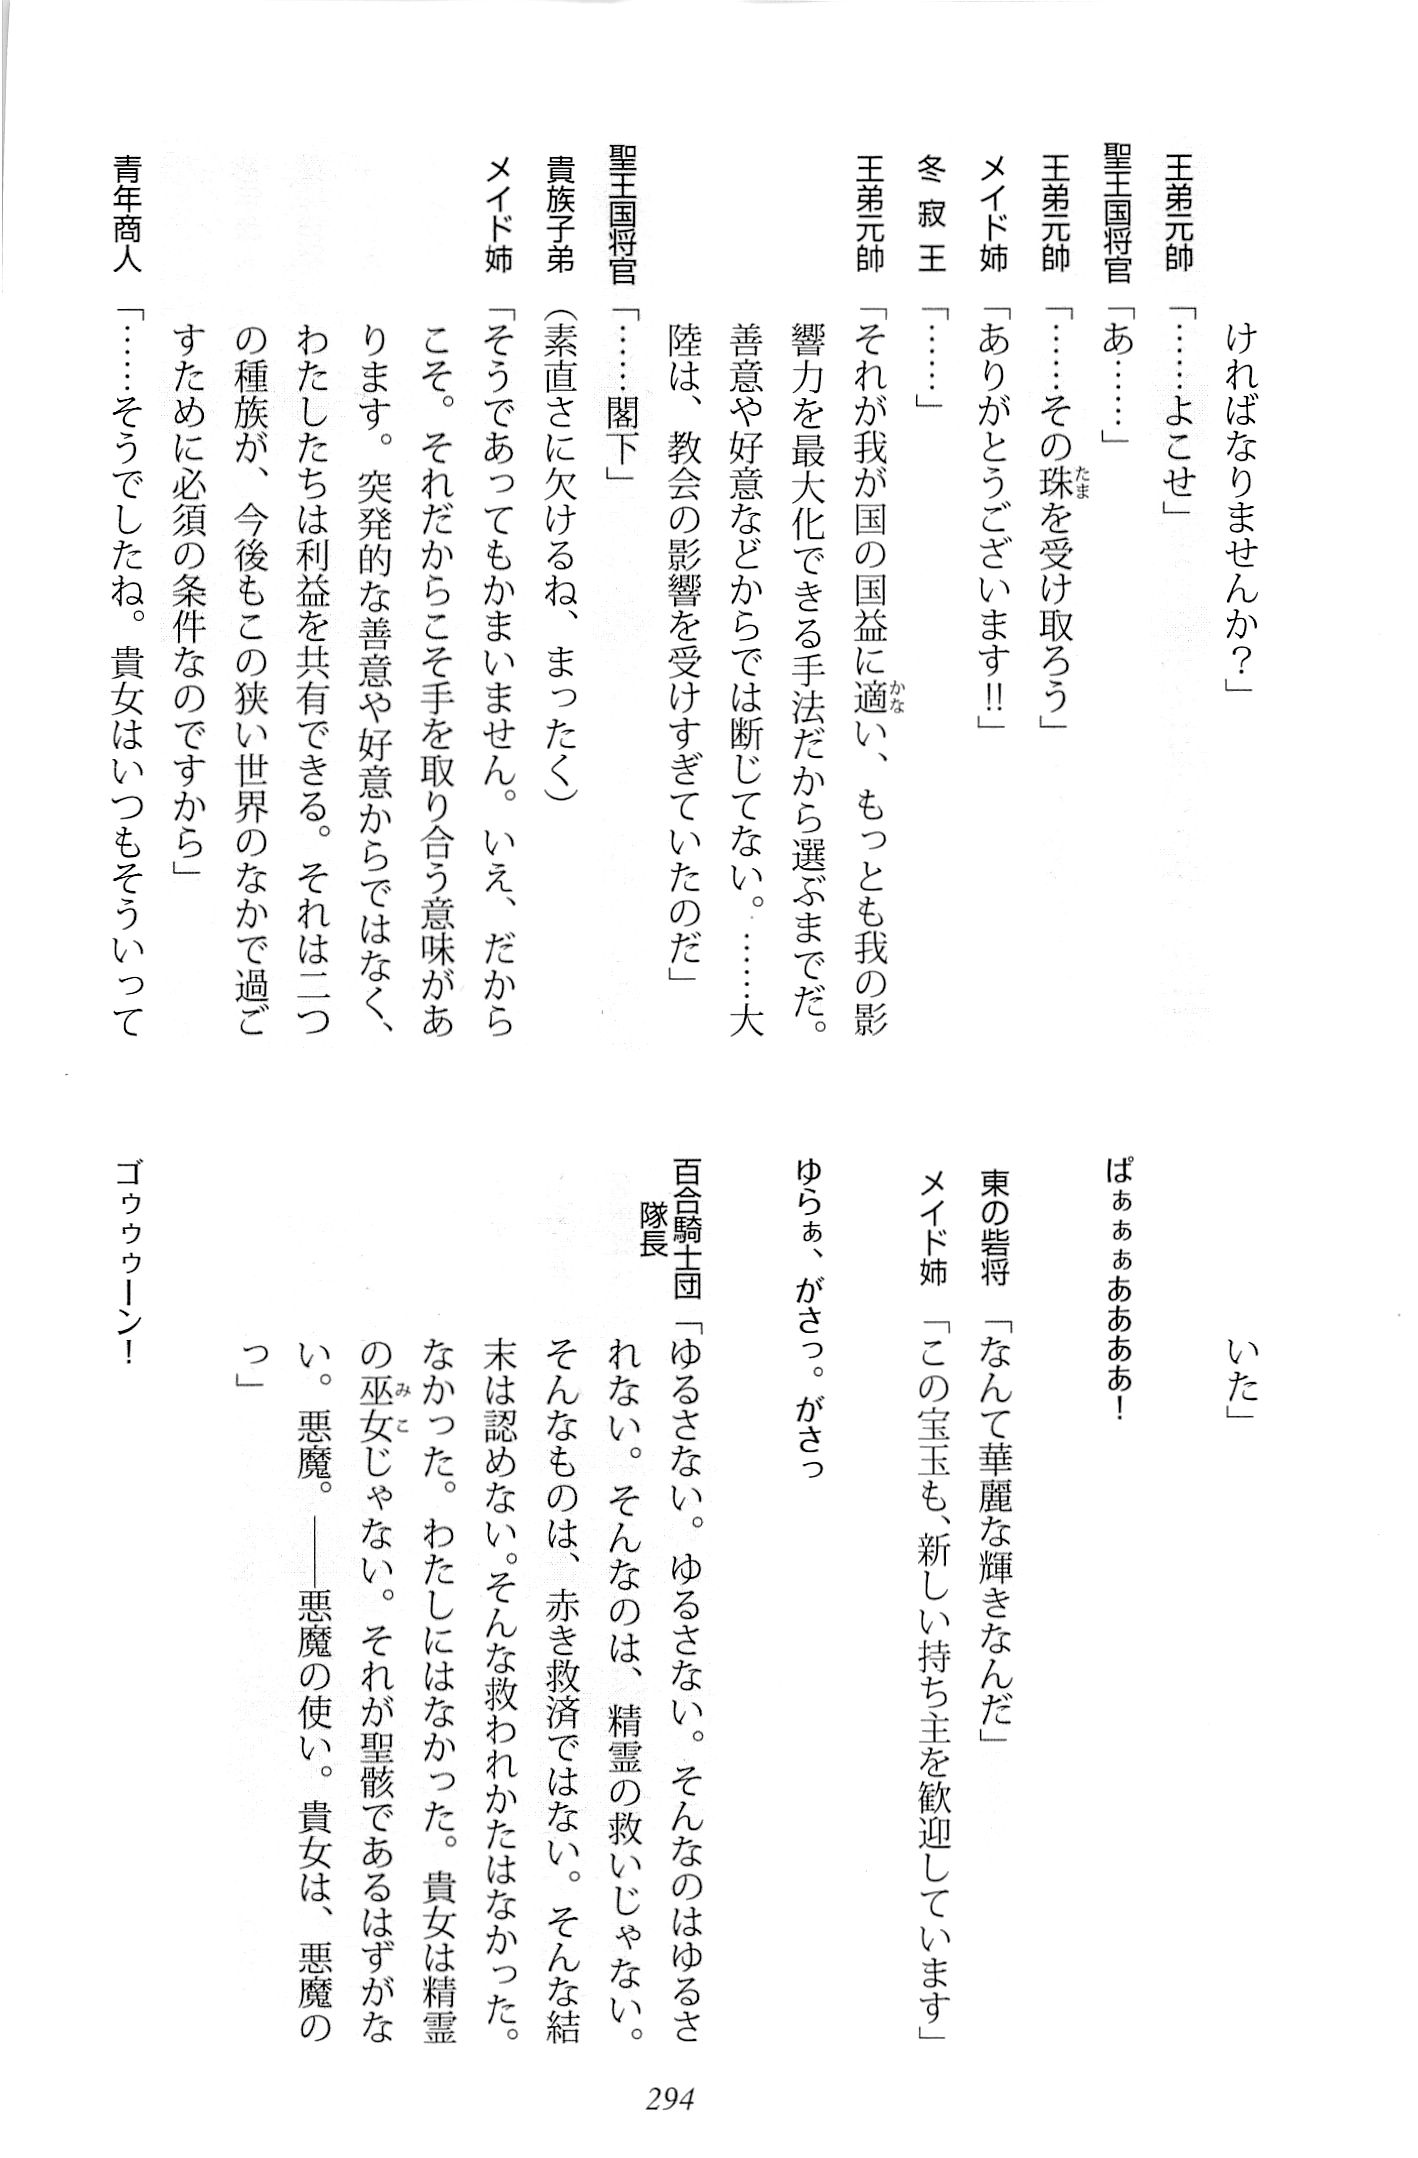 ければなりませんか？」
王弟元帥「……よこせ」
聖王国将官「あ……」
王弟元帥「……その珠を受け取ろう」
たま
メイド姉「ありがとうございます!!」
冬寂王「……」
王弟元帥「それが我が国の国益に適い、もっとも我の影
かな
響力を最大化できる手法だから選ぶまでだ。
善意や好意などからでは断じてない。……大
陸は、教会の影響を受けすぎていたのだ」
聖王国将官「……閣下」
貴族子弟（素直さに欠けるね、まったく）
メイド姉「そうであってもかまいません。いえ、だから
こそ。それだからこそ手を取り合う意味があ
ります。突発的な善意や好意からではなく、
わたしたちは利益を共有できる。それは二つ
の種族が、今後もこの狭い世界のなかで過ご
すために必須の条件なのですから」
青年商人「……そうでしたね。貴女はいつもそういって
いた」
ぱぁぁぁああああ！
東の砦将「なんて華麗な輝きなんだ」
メイド姉「この宝玉も、新しい持ち主を歓迎しています」
ゆらぁ、がさっ。がさっ
百合騎士団隊長「ゆるさない。ゆるさない。そんなのはゆるさ
れない。そんなのは、精霊の救いじゃない。
そんなものは、赤き救済ではない。そんな結
末は認めない。そんな救われかたはなかった。
なかった。わたしにはなかった。貴女は精霊
の巫女じゃない。それが聖骸であるはずがな
みこ
い。悪魔。――悪魔の使い。貴女は、悪魔の
っ」
ゴゥゥゥーン！
294